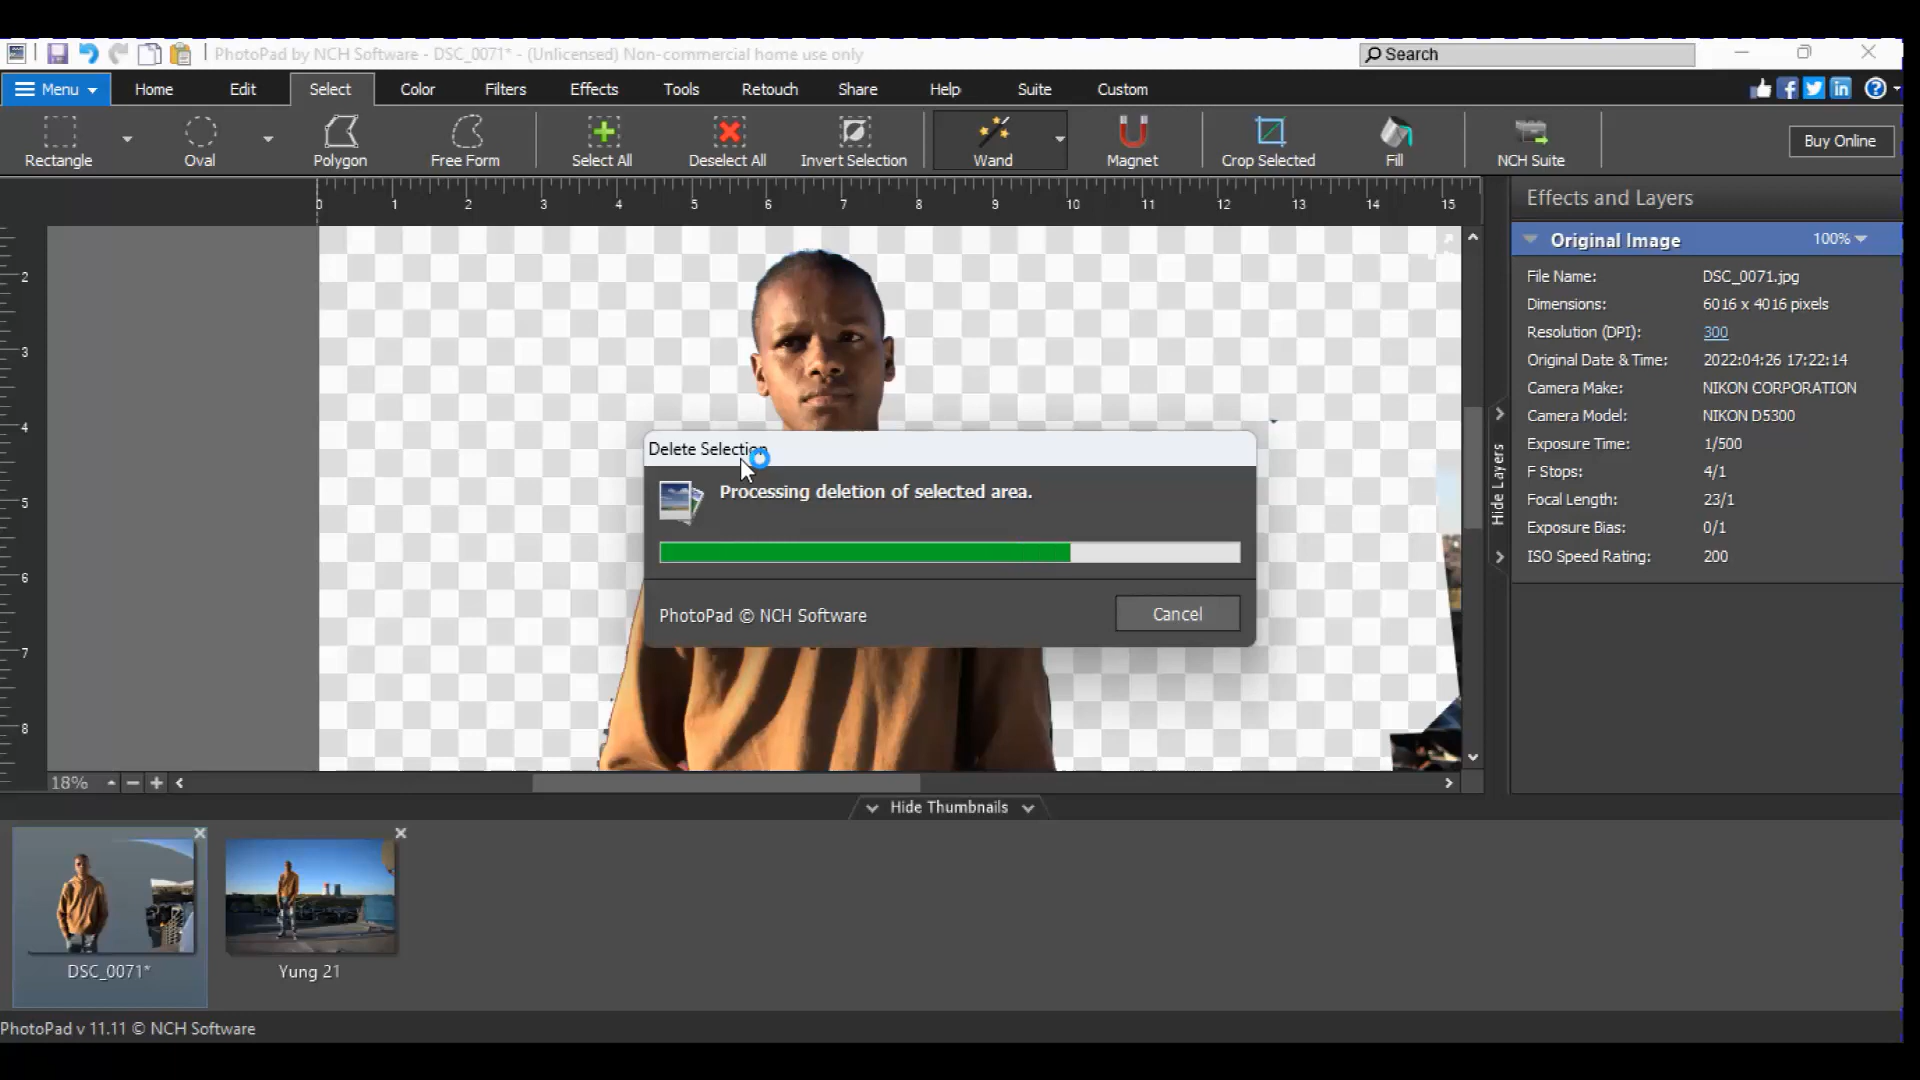 PhotoPad by NCH Software - DSC_0071* - (Unlicensed) Non-commercial home use only
Search
Menu Home Edit Select Color Filters Effects Tools Retouch Share Help Suite Custom
Rectangle Oval Polygon Free Form Select All Deselect All Invert Selection Wand Magnet Crop Selected Fill NCH Suite Buy Online
0 1 2 3 4 5 6 7 8 9 10 11 12 13 14 15
2
3
4
5
6
7
8
Effects and Layers
Original Image 100%
File Name: DSC_0071.jpg
Dimensions: 6016 x 4016 pixels
Resolution (DPI): 300
Original Date & Time: 2022:04:26 17:22:14
Camera Make: NIKON CORPORATION
Camera Model: NIKON D5300
Exposure Time: 1/500
F Stops: 4/1
Focal Length: 23/1
Exposure Bias: 0/1
ISO Speed Rating: 200
Hide Layers
Delete Selection
Processing deletion of selected area.
PhotoPad © NCH Software
Cancel
18%
Hide Thumbnails
DSC_0071* Yung 21
PhotoPad v 11.11 © NCH Software